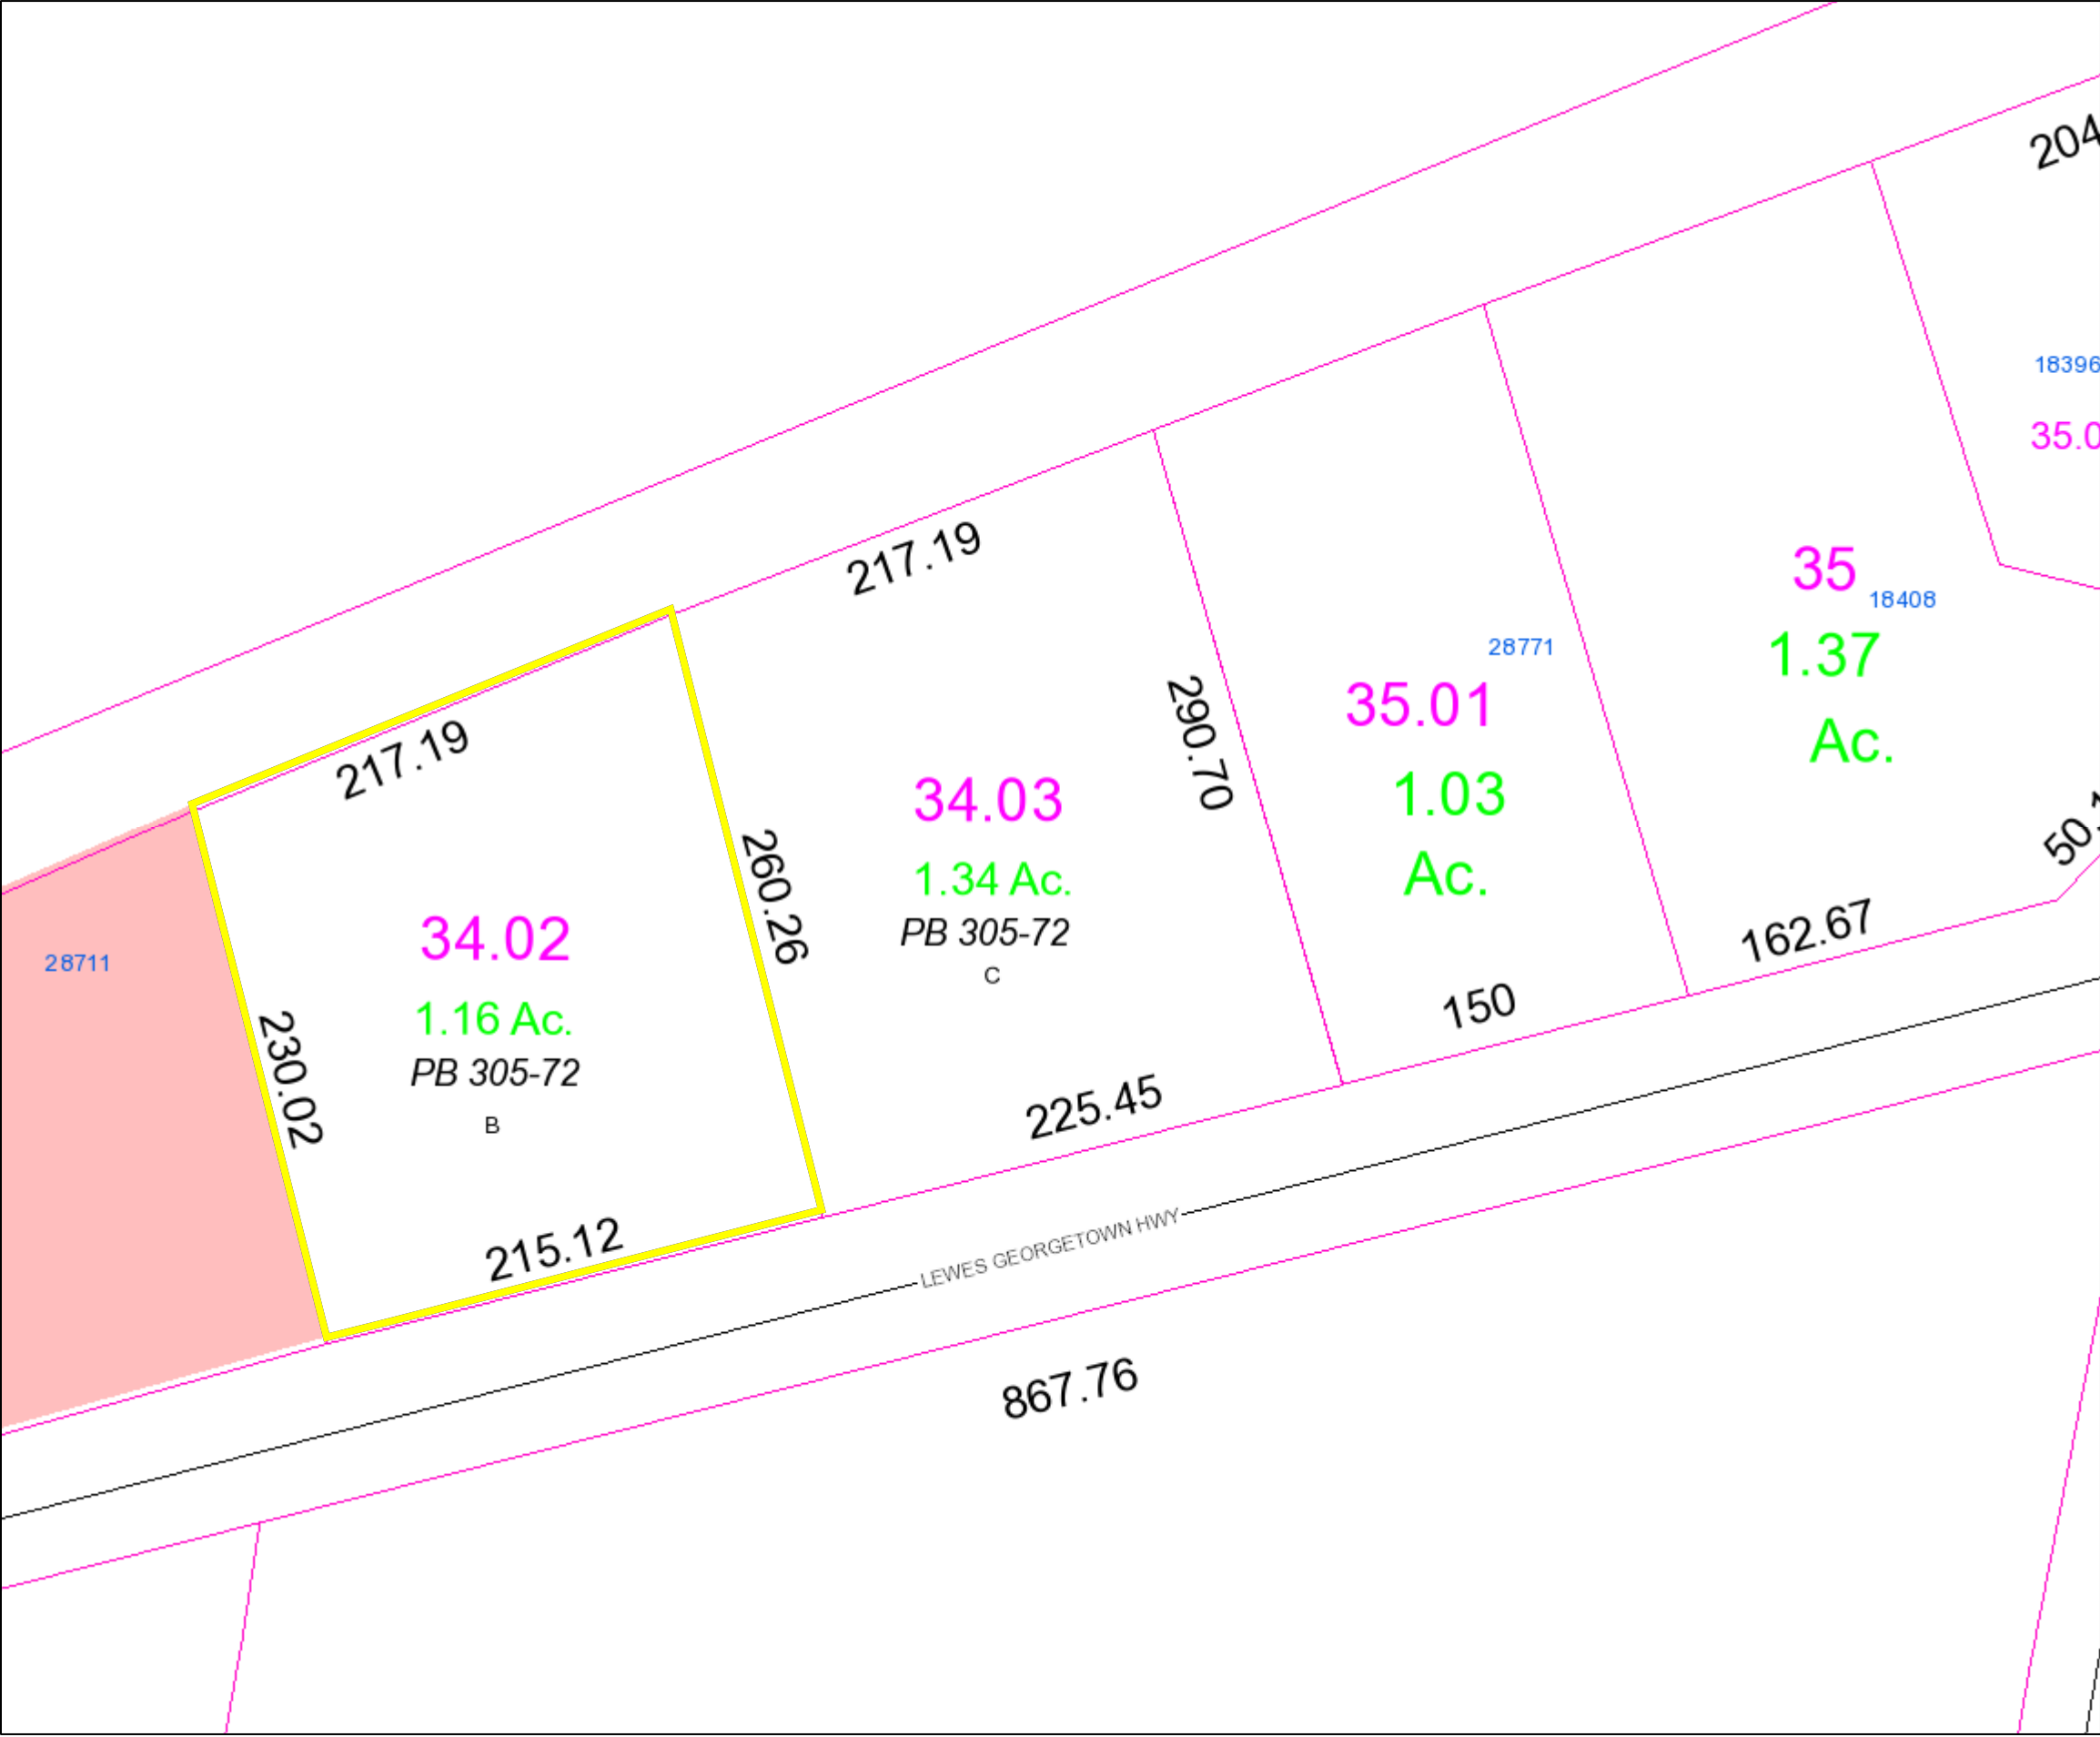 204
18396
35.0
217.19
35
18408
1.37
Ac.
28771
35.01
1.03
Ac.
290.70
217.19
34.03
1.34 Ac.
PB 305-72
C
260.26
34.02
1.16 Ac.
PB 305-72
B
28711
230.02
162.67
150
225.45
215.12
LEWES GEORGETOWN HWY
867.76